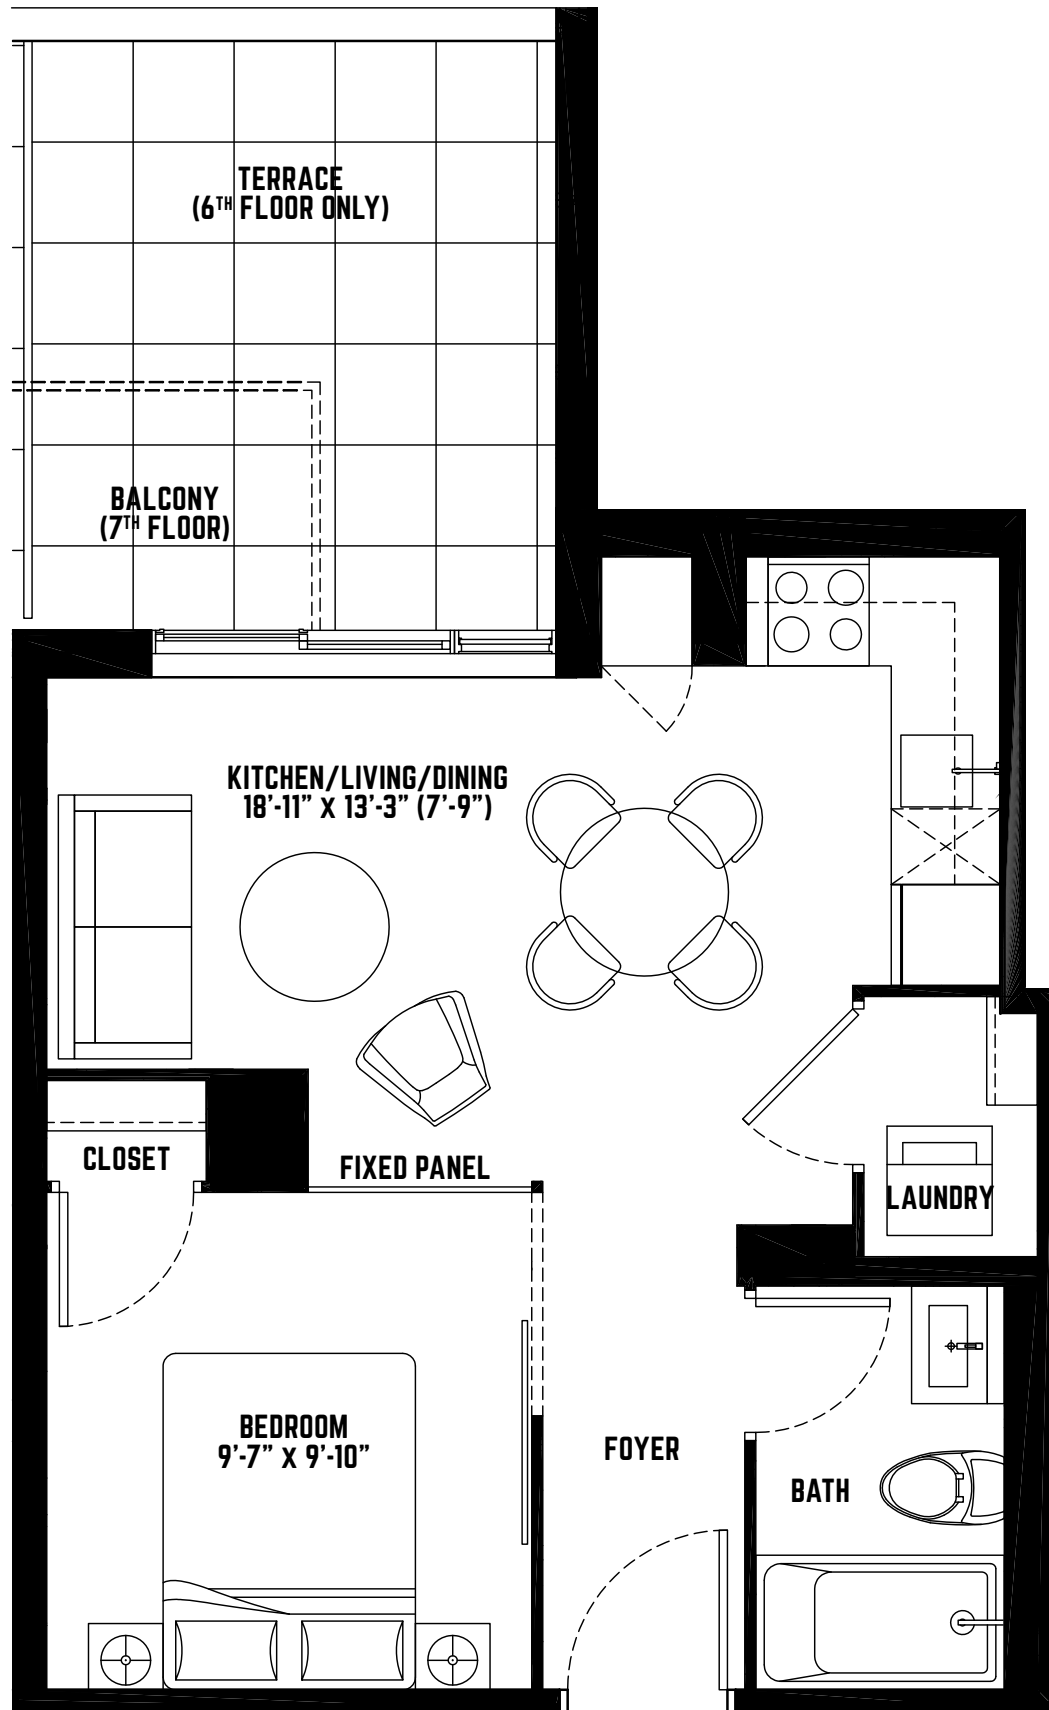 TERRACE
(6TH FLOOR ONLY)
BALCONY
(7TH FLOOR)
KITCHEN/LIVING/DINING
18'-11" X 13'-3" (7'-9")
CLOSET
FIXED PANEL
LAUNDRY
BEDROOM
9'-7" X 9'-10"
FOYER
BATH